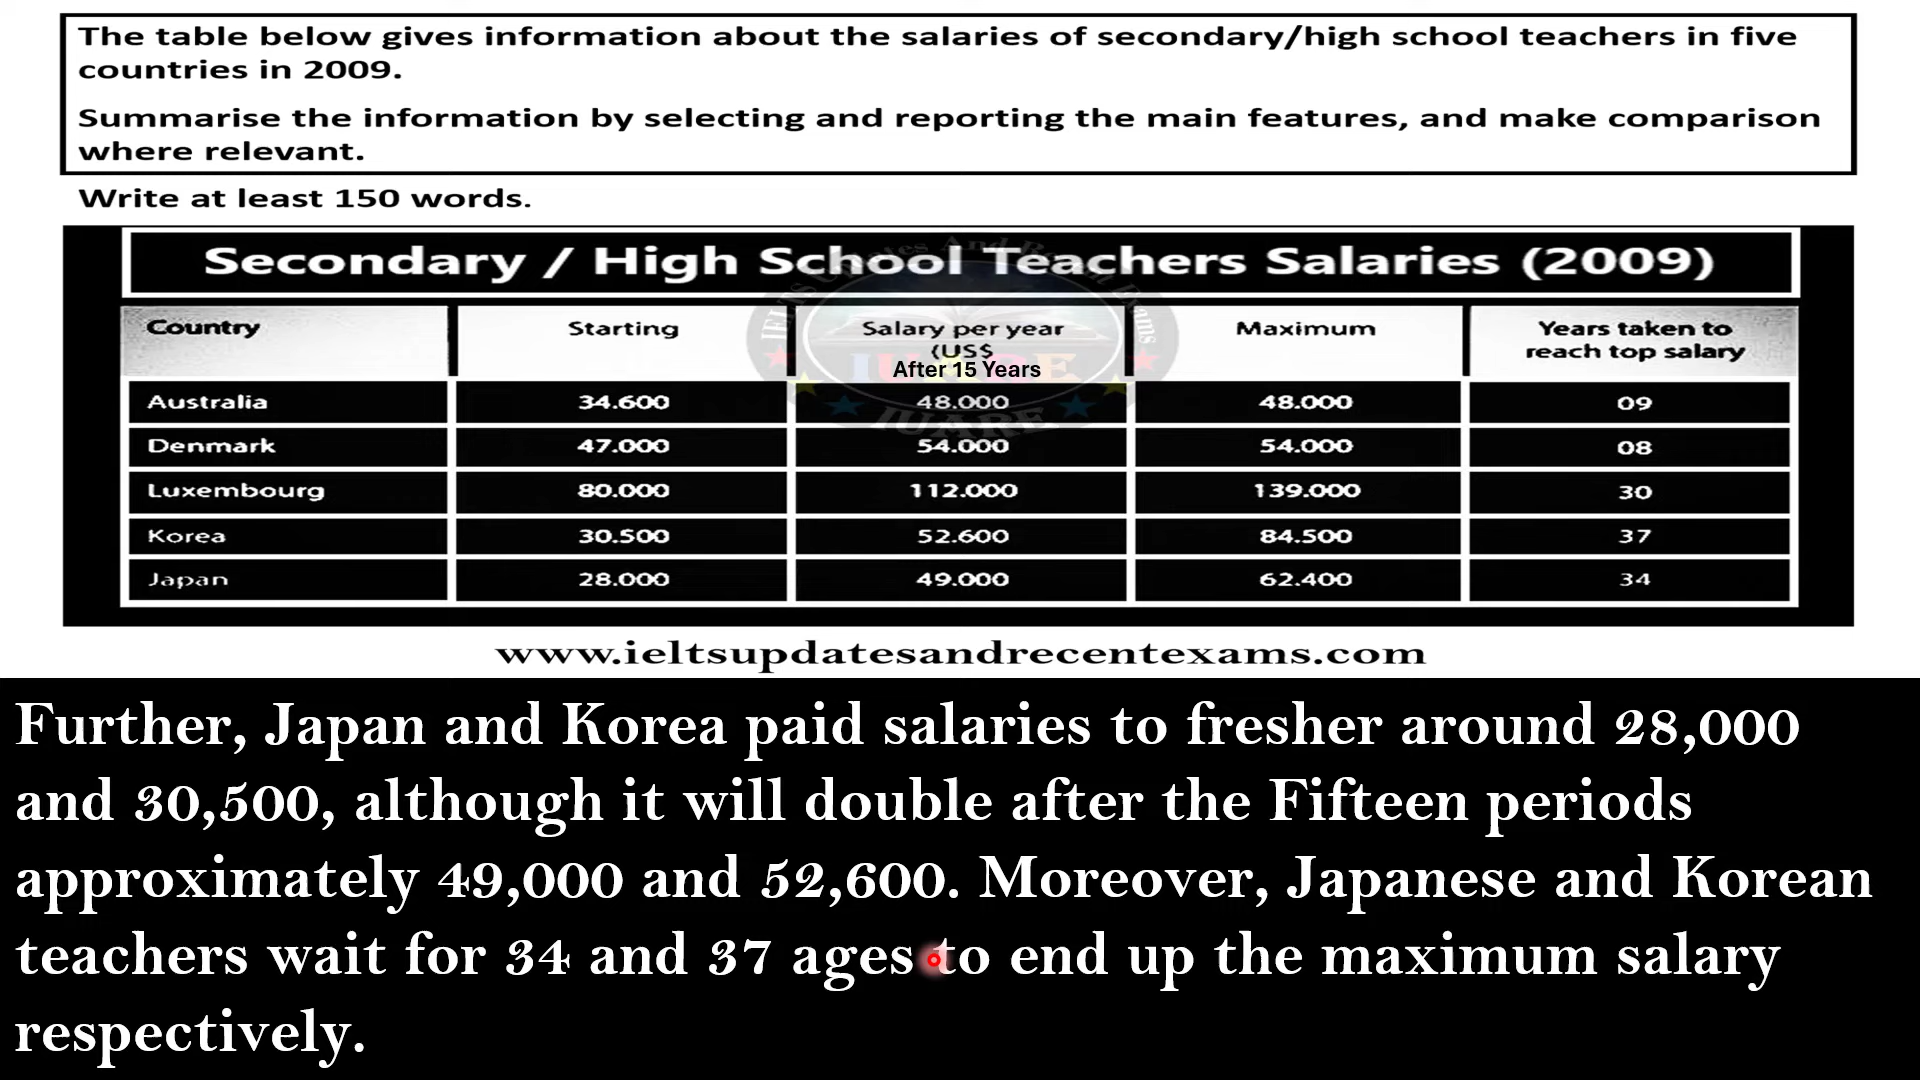 The table below gives information about the salaries of secondary/high school teachers in five
countries in 2009.
Summarise the information by selecting and reporting the main features, and make comparison
where relevant.
Write at least 150 words.
Secondary / High School Teachers Salaries (2009)
Country Starting Salary per year (US$ After 15 Years Maximum Years taken to reach top salary
Australia 34.600 48.000 48.000 09
Denmark 47.000 54.000 54.000 08
Luxembourg 80.000 112.000 139.000 30
Korea 30.500 52.600 84.500 37
Japan 28.000 49.000 62.400 34
IUARE
IUARE
www.ieltsupdatesandrecentexams.com
Further, Japan and Korea paid salaries to fresher around 28,000
and 30,500, although it will double after the Fifteen periods
approximately 49,000 and 52,600. Moreover, Japanese and Korean
teachers wait for 34 and 37 ages to end up the maximum salary
respectively.